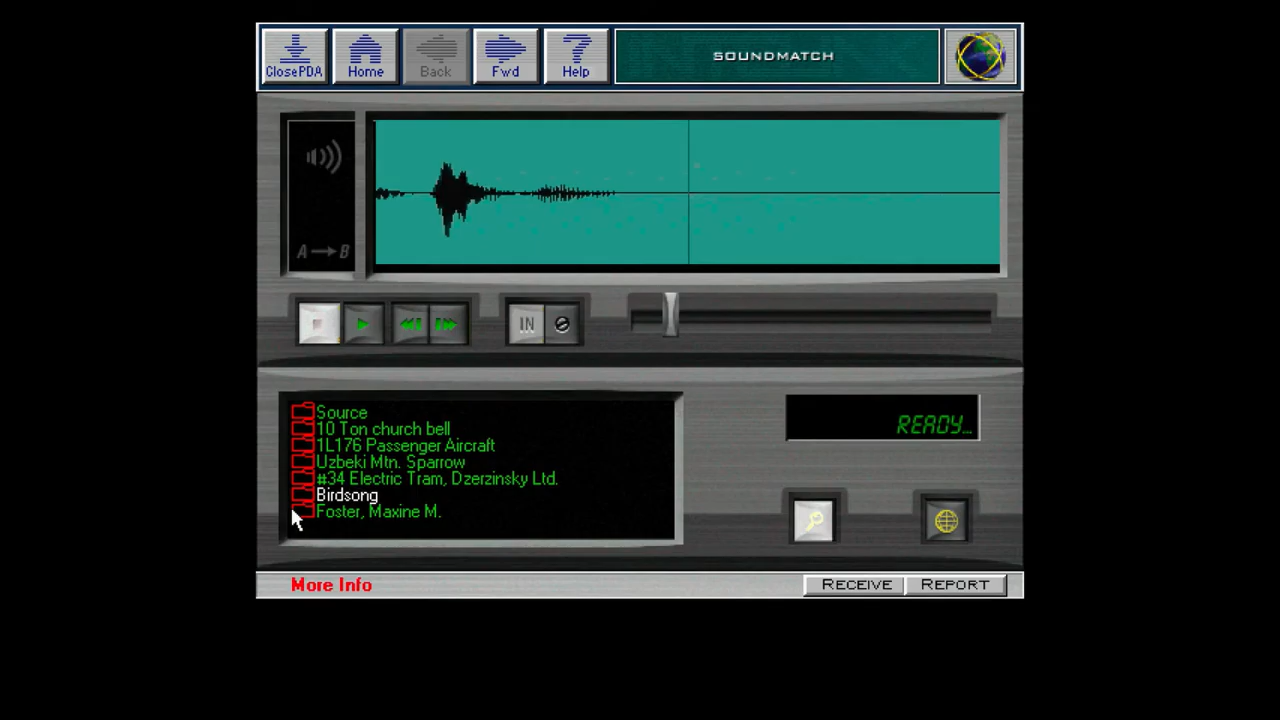 ClosePDA
Home
Back
Fwd
Help
SOUNDMATCH
A B
IN
Source
10 Ton church bell
1L176 Passenger Aircraft
Uzbeki Mtn. Sparrow
#34 Electric Tram, Dzerzinsky Ltd.
Birdsong
Foster, Maxine M.
READY...
More Info
RECEIVE
REPORT